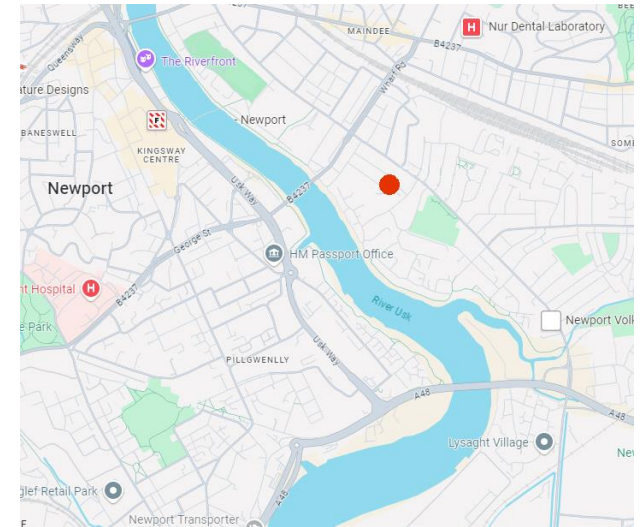 MAINDEE
Nur Dental Laboratory
B4237
Queensway
The Riverfront
Wharf Rd
ature Designs
F
Newport
BANESWELL
KINGSWAY
CENTRE
SOME
Usk Way
Newport
B4237
George St
HM Passport Office
nt Hospital
H
B4237
River Usk
e Park
Newport Volk
Usk Way
PILLGWENLLY
A48
A48
Lysaght Village
Nev
glef Retail Park
A48
Newport Transporter